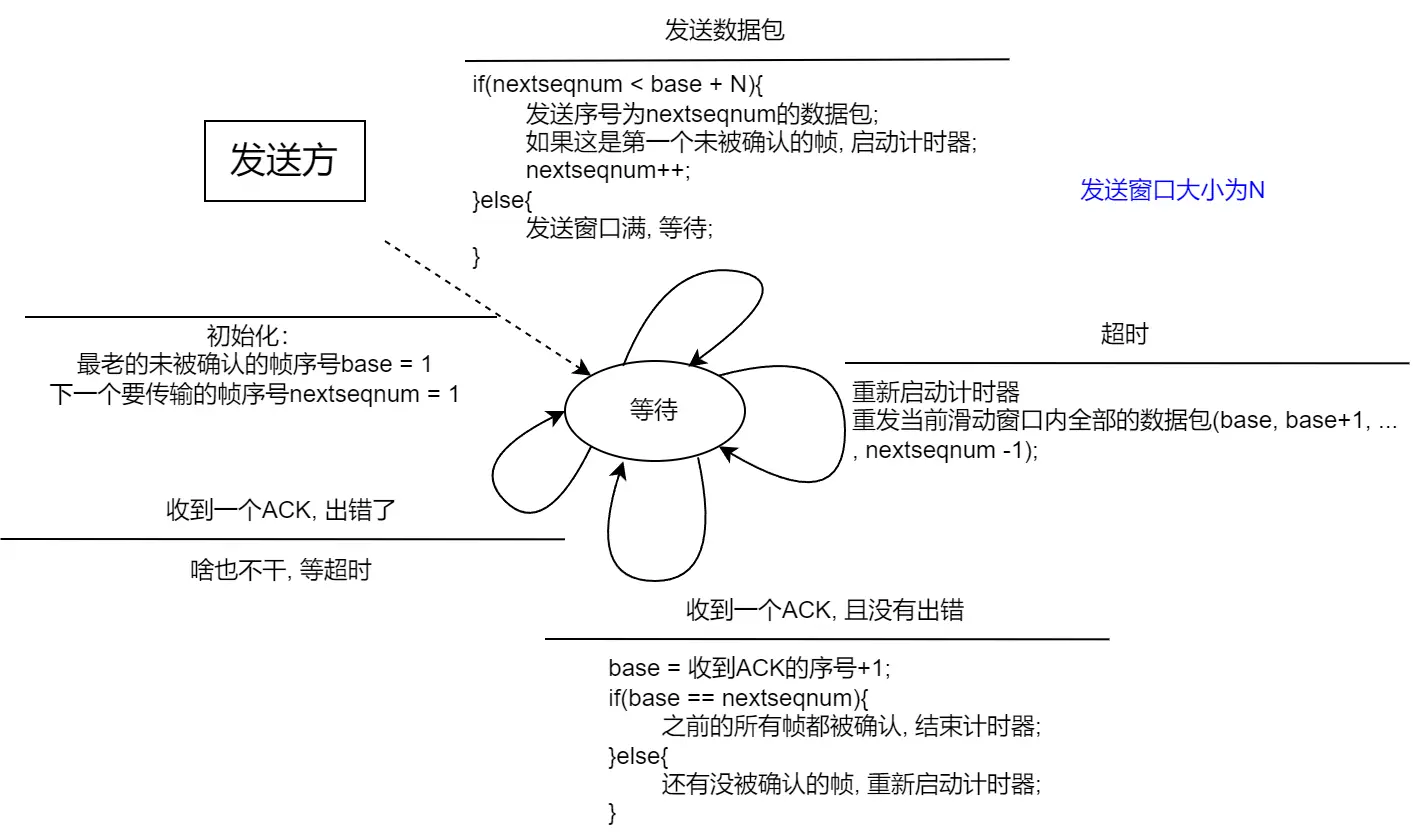 发送数据包
if(nextseqnum < base + N){
发送序号为nextseqnum的数据包;
如果这是第一个未被确认的帧, 启动计时器;
nextseqnum++;
}else{
发送窗口满, 等待;
}
发送方
发送窗口大小为N
初始化：
最老的未被确认的帧序号base = 1
下一个要传输的帧序号nextseqnum = 1
超时
重新启动计时器
重发当前滑动窗口内全部的数据包(base, base+1, ...
, nextseqnum -1);
等待
收到一个ACK, 出错了
啥也不干, 等超时
收到一个ACK, 且没有出错
base = 收到ACK的序号+1;
if(base == nextseqnum){
之前的所有帧都被确认, 结束计时器;
}else{
还有没被确认的帧, 重新启动计时器;
}